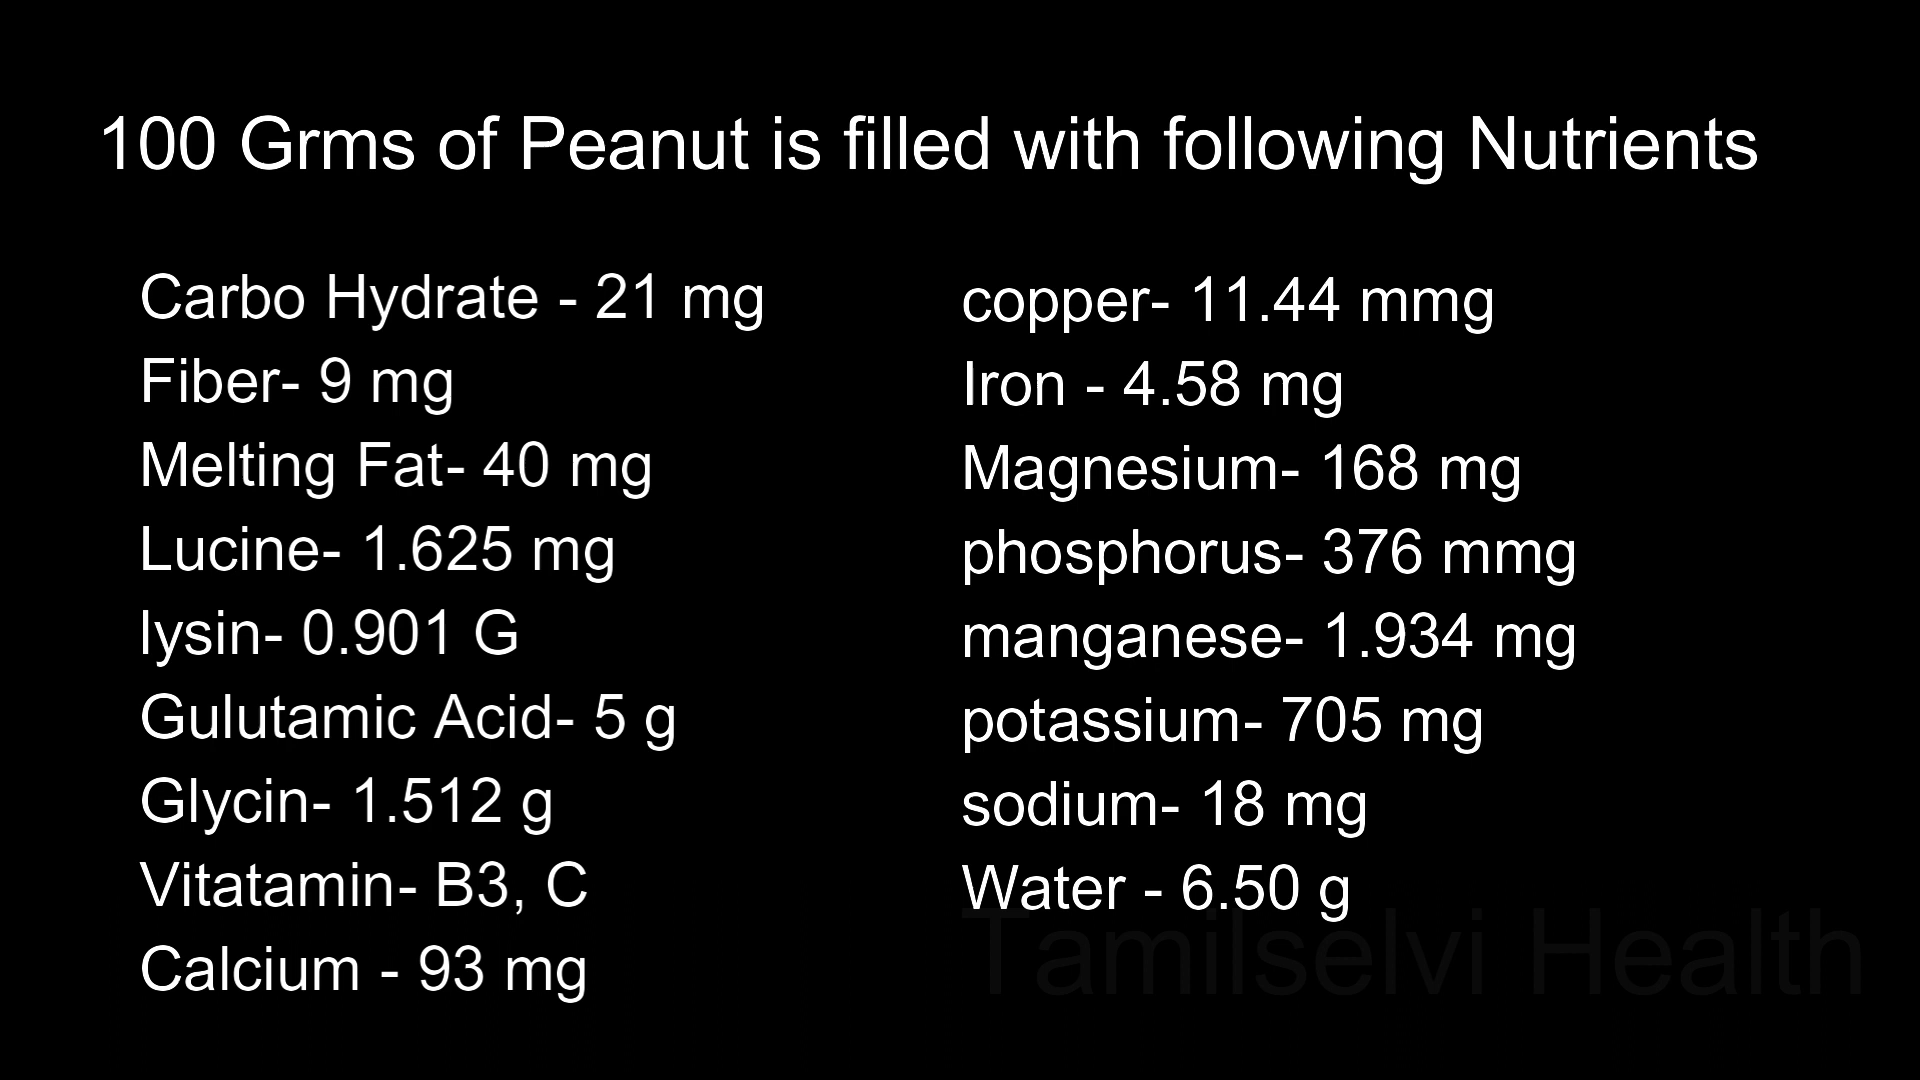 100 Grms of Peanut is filled with following Nutrients
Carbo Hydrate - 21 mg
Fiber- 9 mg
Melting Fat- 40 mg
Lucine- 1.625 mg
lysin- 0.901 G
Gulutamic Acid- 5 g
Glycin- 1.512 g
Vitatamin- B3, C
Calcium - 93 mg
copper- 11.44 mmg
Iron - 4.58 mg
Magnesium- 168 mg
phosphorus- 376 mmg
manganese- 1.934 mg
potassium- 705 mg
sodium- 18 mg
Water - 6.50 g
Tamilselvi Health